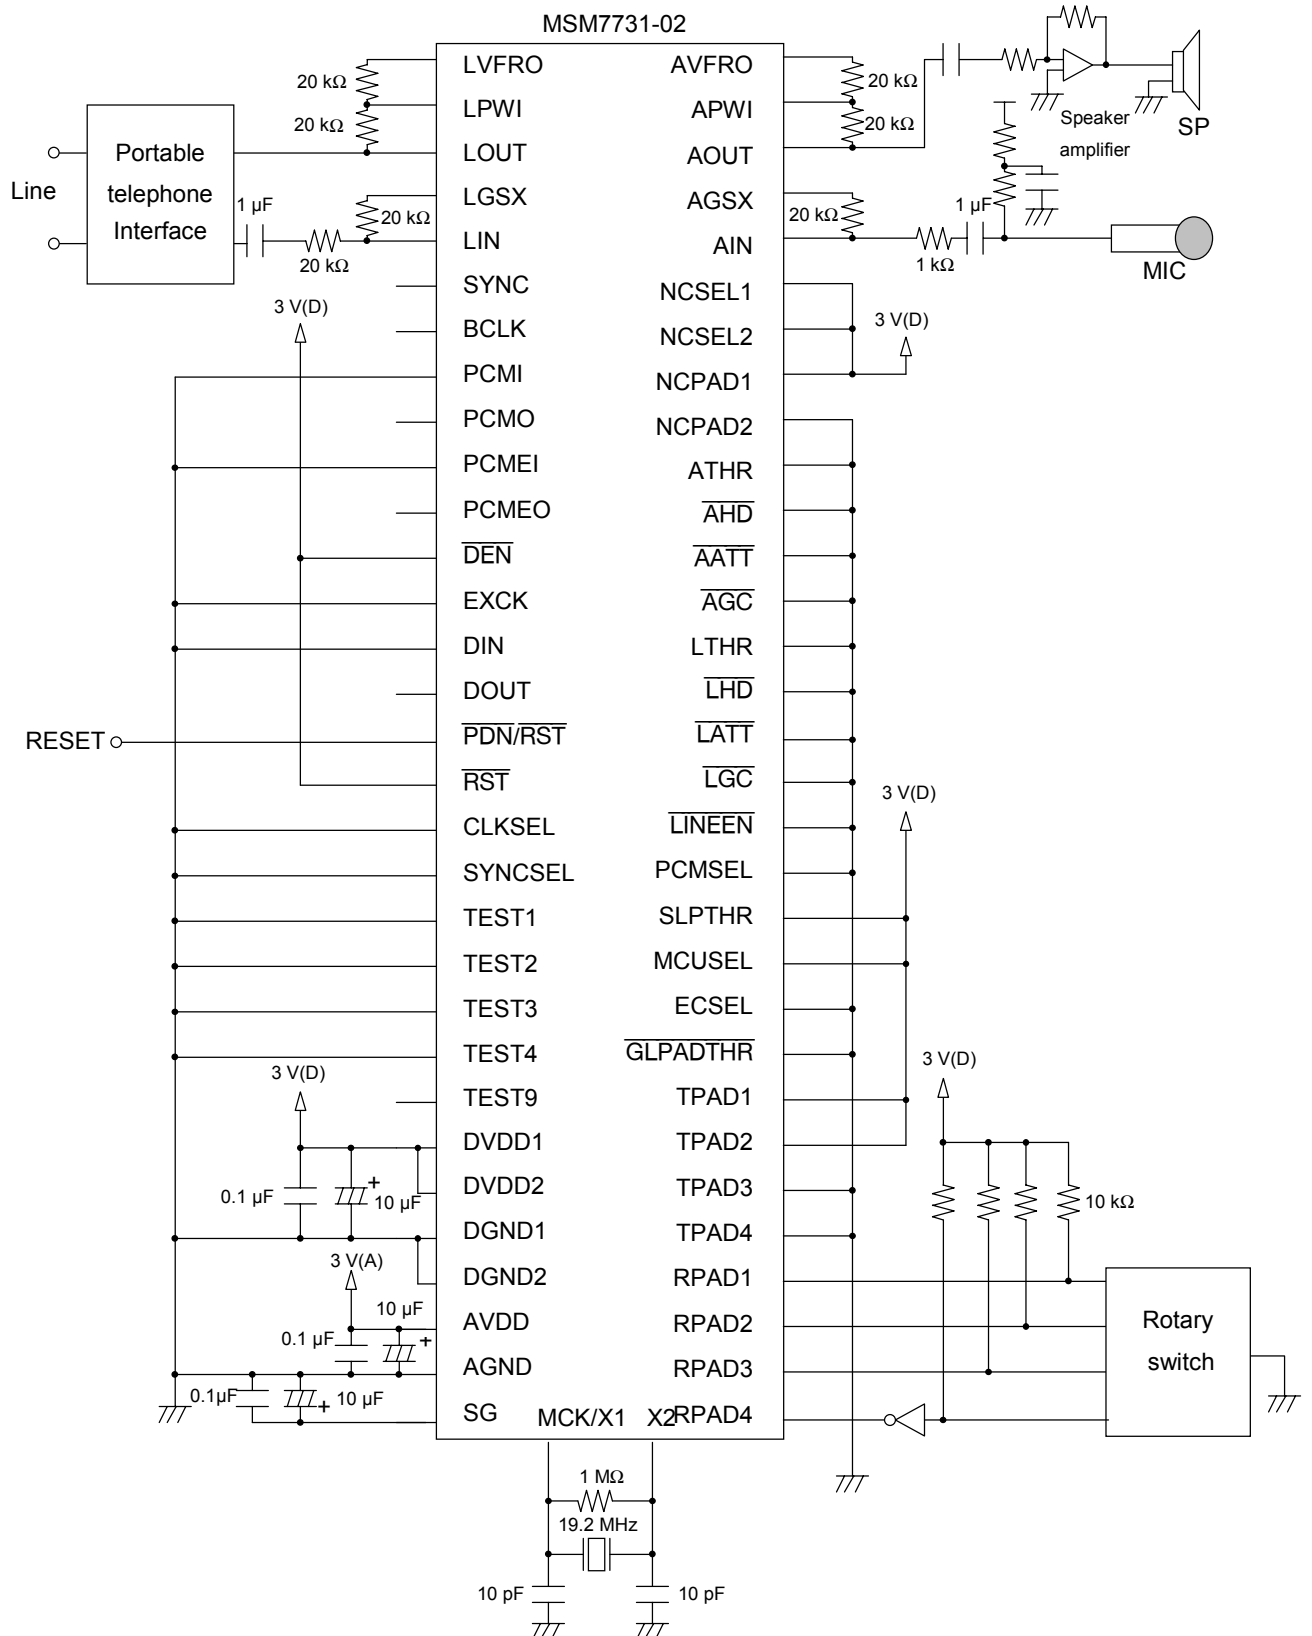 MSM7731-02
LVFRO
AVFRO
20 kΩ
20 kΩ
LPWI
APWI
20 kΩ
20 kΩ
Speaker
amplifier
SP
Portable
telephone
Interface
LOUT
AOUT
Line
LGSX
AGSX
1 µF
20 kΩ
20 kΩ
1 µF
LIN
AIN
20 kΩ
1 kΩ
MIC
SYNC
NCSEL1
3 V(D)
BCLK
NCSEL2
3 V(D)
PCMI
NCPAD1
PCMO
NCPAD2
PCMEI
ATHR
PCMEO
AHD
DEN
AATT
EXCK
AGC
DIN
LTHR
DOUT
LHD
RESET
PDN/RST
LATT
RST
LGC
3 V(D)
CLKSEL
LINEEN
SYNCSEL
PCMSEL
TEST1
SLPTHR
TEST2
MCUSEL
TEST3
ECSEL
TEST4
GLPADTHR
3 V(D)
3 V(D)
TEST9
TPAD1
DVDD1
TPAD2
0.1 µF
+
10 µF
DVDD2
TPAD3
10 kΩ
DGND1
TPAD4
3 V(A)
DGND2
RPAD1
10 µF
AVDD
RPAD2
Rotary
switch
0.1 µF
+
AGND
RPAD3
0.1µF
+
10 µF
SG
MCK/X1
X2
RPAD4
1 MΩ
19.2 MHz
10 pF
10 pF